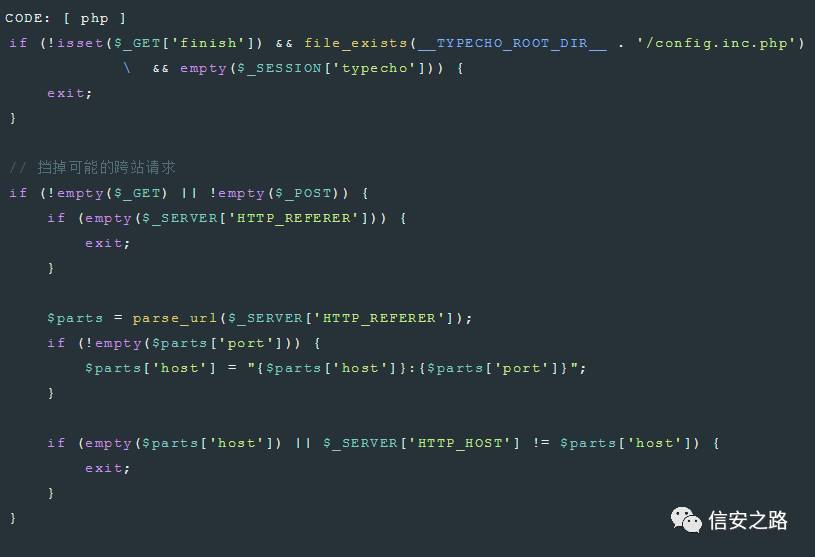 CODE: [ php ]
if (!isset($_GET['finish']) && file_exists(__TYPECHO_ROOT_DIR__ . '/config.inc.php')
\ && empty($_SESSION['typecho'])) {
exit;
}
// 挡掉可能的跨站请求
if (!empty($_GET) || !empty($_POST)) {
if (empty($_SERVER['HTTP_REFERER'])) {
exit;
}
$parts = parse_url($_SERVER['HTTP_REFERER']);
if (!empty($parts['port'])) {
$parts['host'] = "{$parts['host']}:{$parts['port']}";
}
if (empty($parts['host']) || $_SERVER['HTTP_HOST'] != $parts['host']) {
exit;
}
}
信安之路